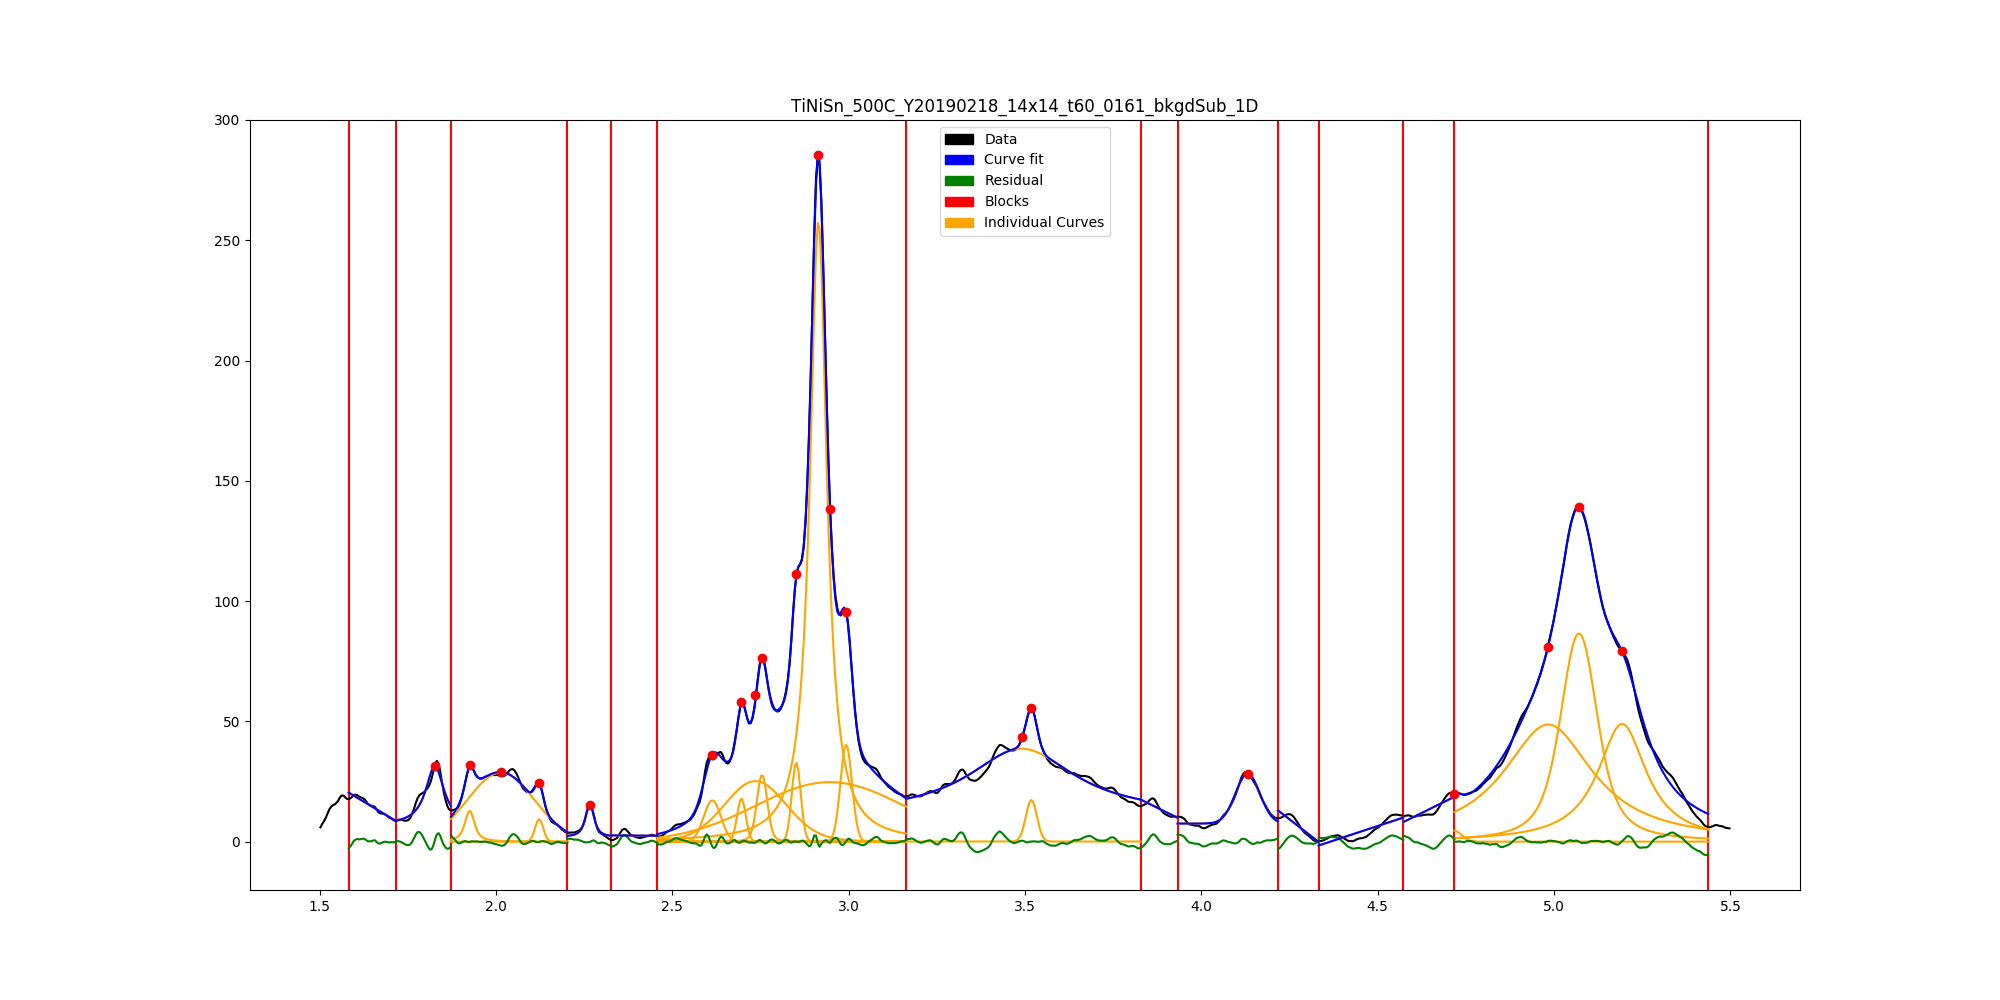 TiNiSn_500C_Y20190218_14x14_t60_0161_bkgdSub_1D
300
250
200
150
100
50
0
Data
Curve fit
Residual
Blocks
Individual Curves
1.5 2.0 2.5 3.0 3.5 4.0 4.5 5.0 5.5